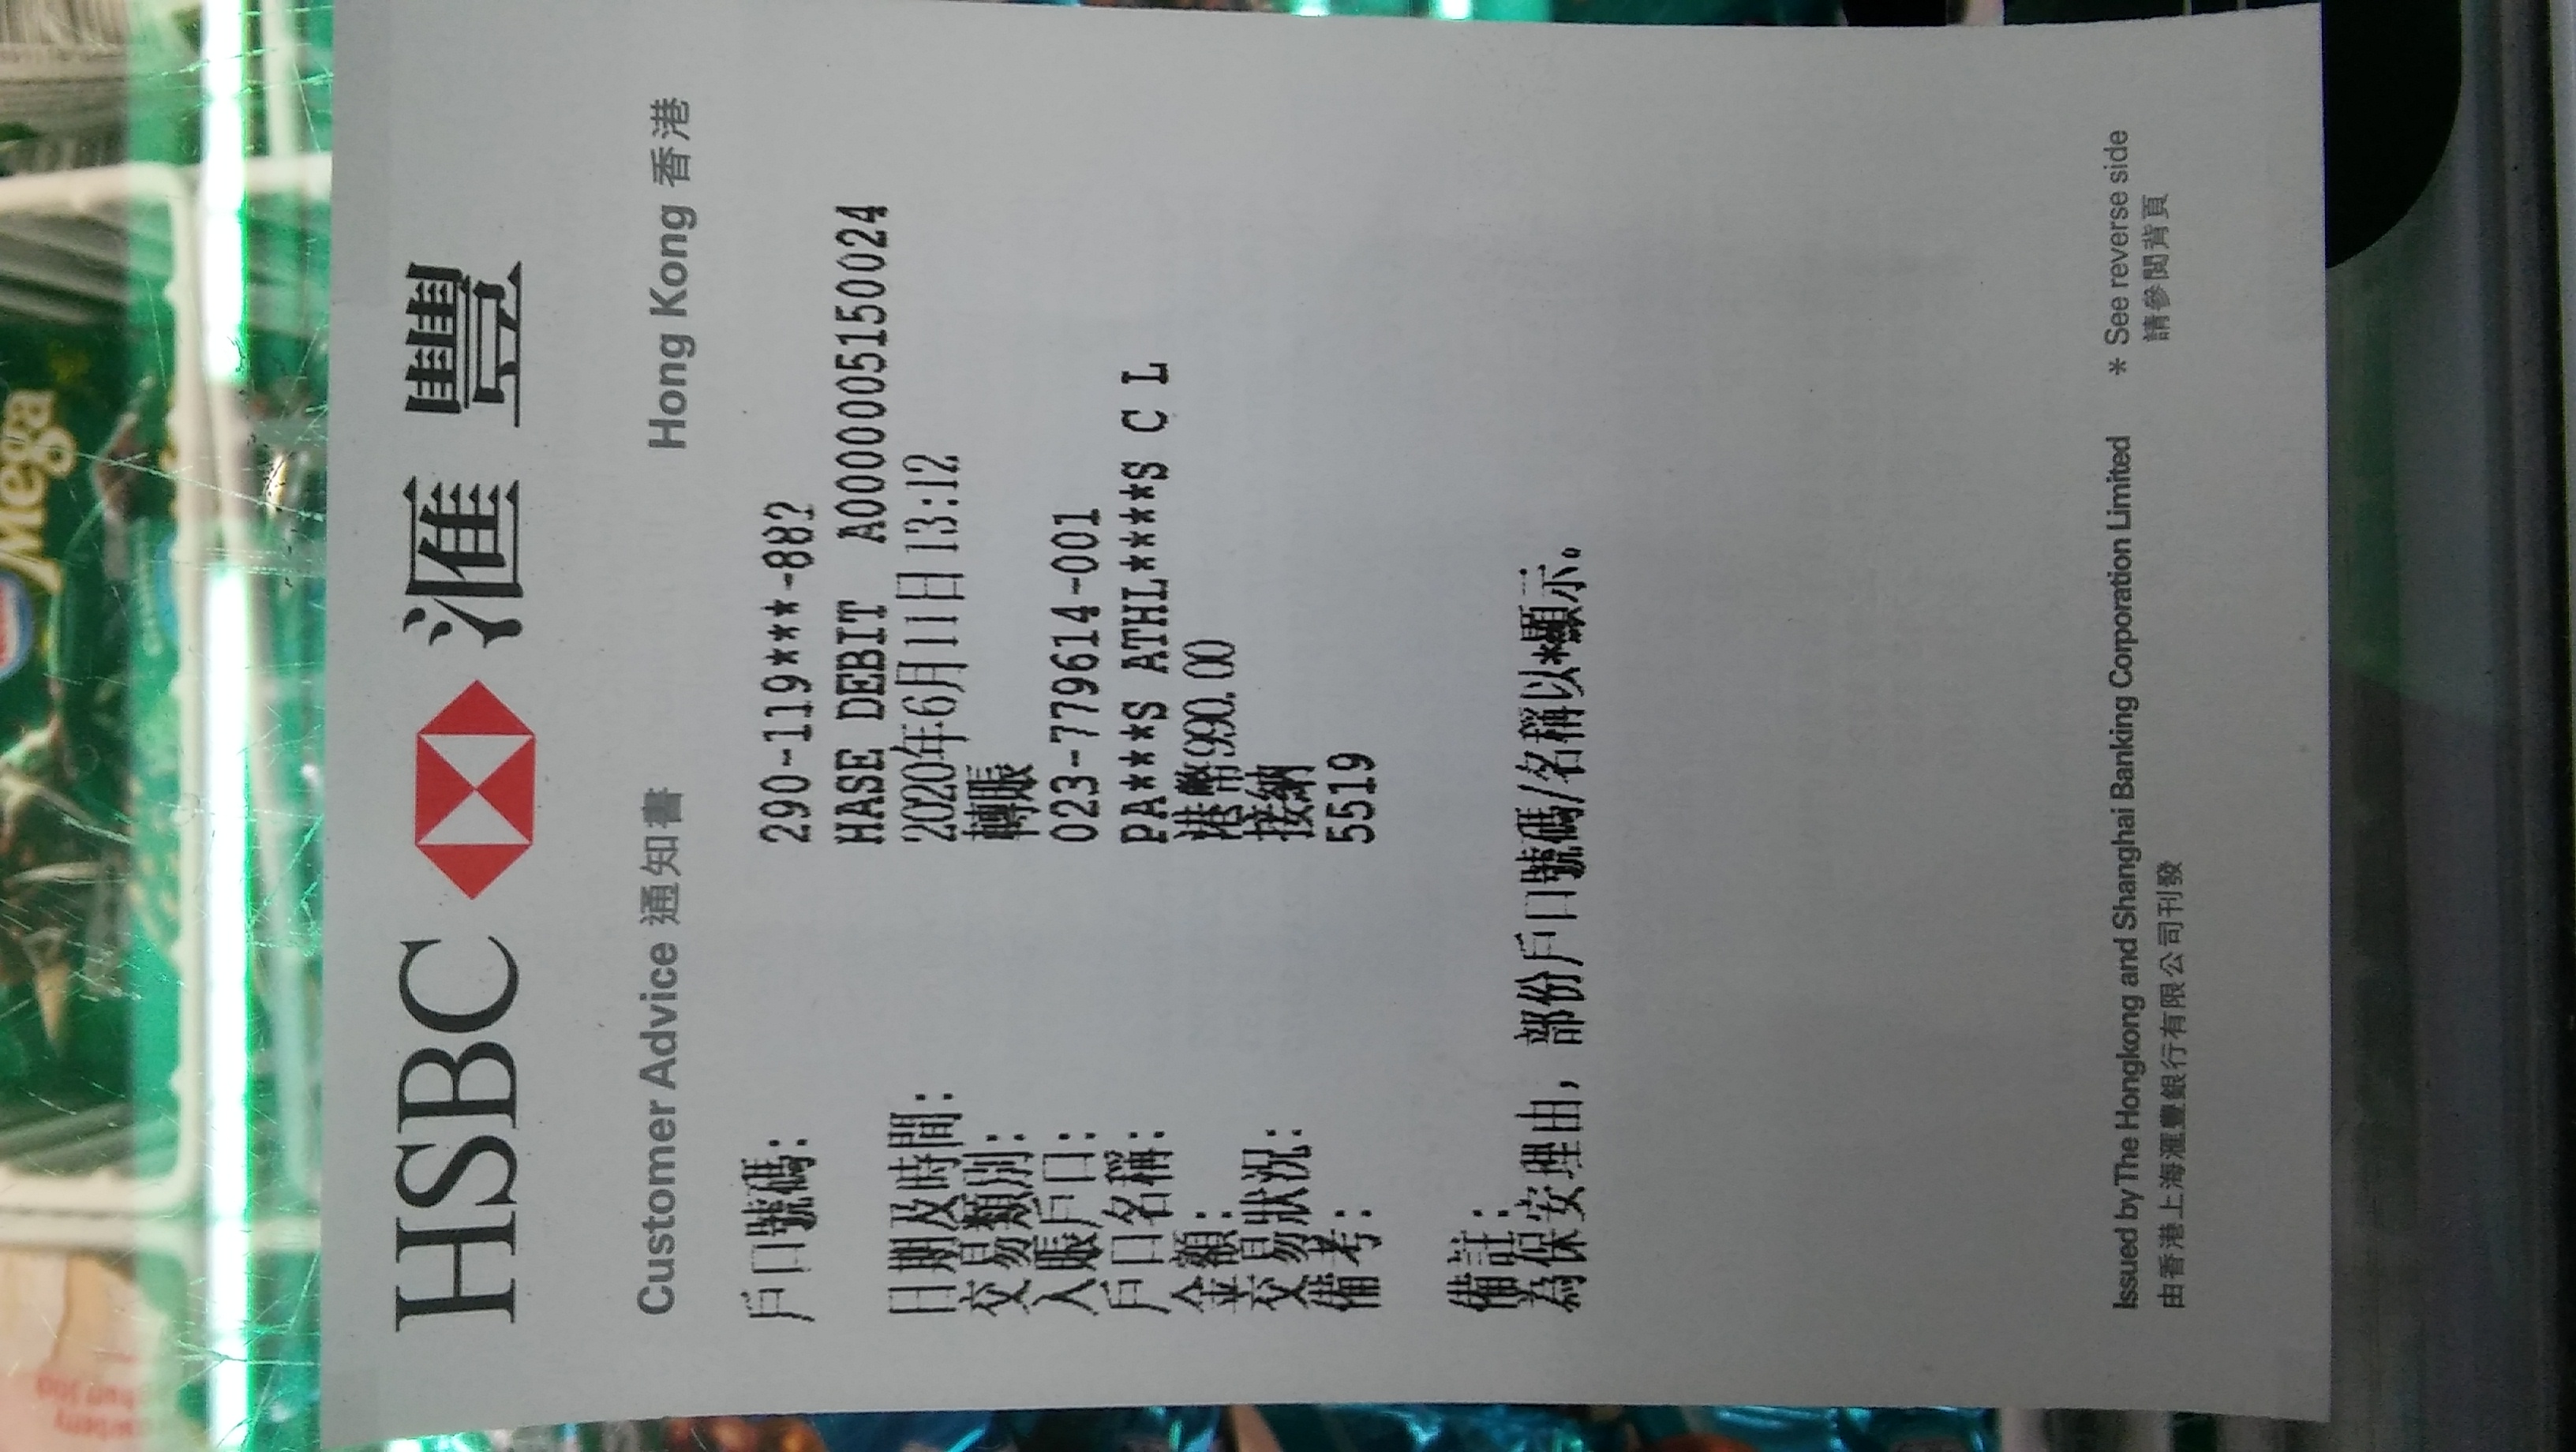 HSBC 滙豐
Customer Advice 通知書 Hong Kong 香港
戶口號碼: 290-119***-882
HASE DEBIT A0000005150024
日期及時間: 2020年6月11日 13:12
交易類別: 轉賬
入賬戶口: 023-779614-001
戶口名稱: PA****S ATHL*****S C L
金額: 港幣990.00
交易狀況: 接納
備考: 5519
備註:
為保安理由，部份戶口號碼/名稱以*顯示。
Issued by The Hongkong and Shanghai Banking Corporation Limited * See reverse side
由香港上海滙豐銀行有限公司刊發 請參閱背頁
Mega